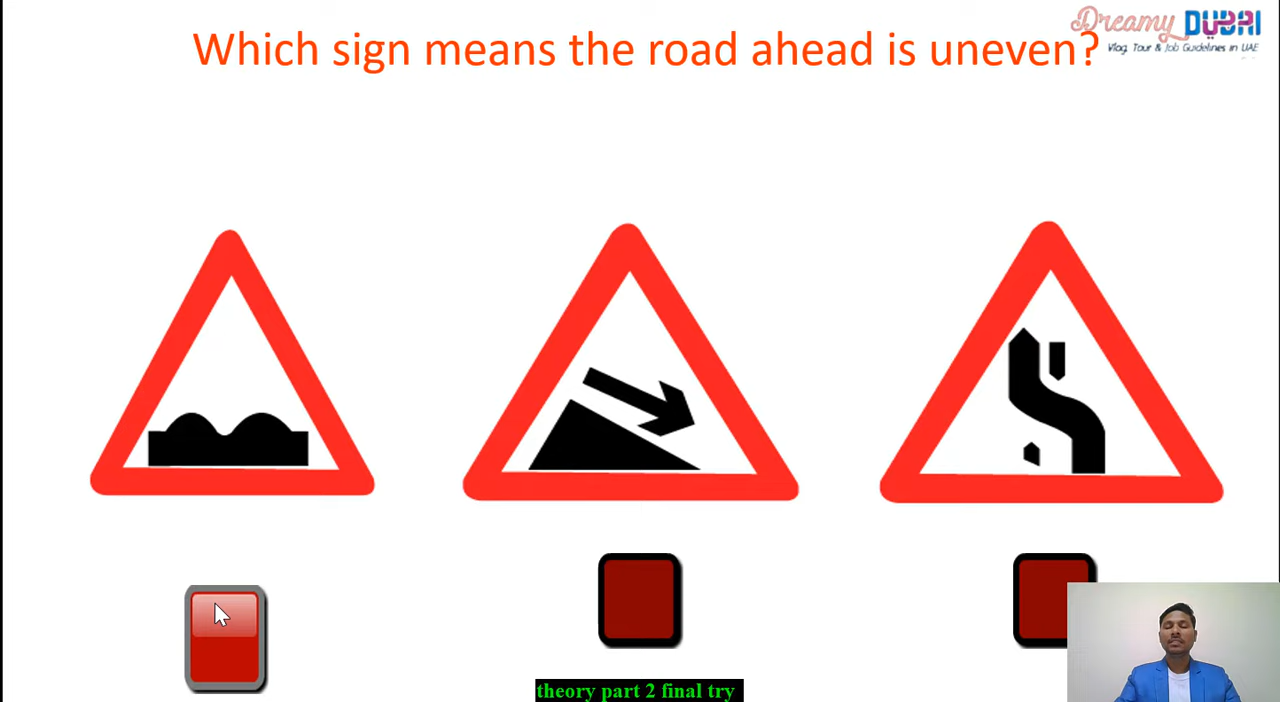 Which sign means the road ahead is uneven?
Dreamy DUBAI
Vlog, Tour & Job Guidelines in UAE
theory part 2 final try